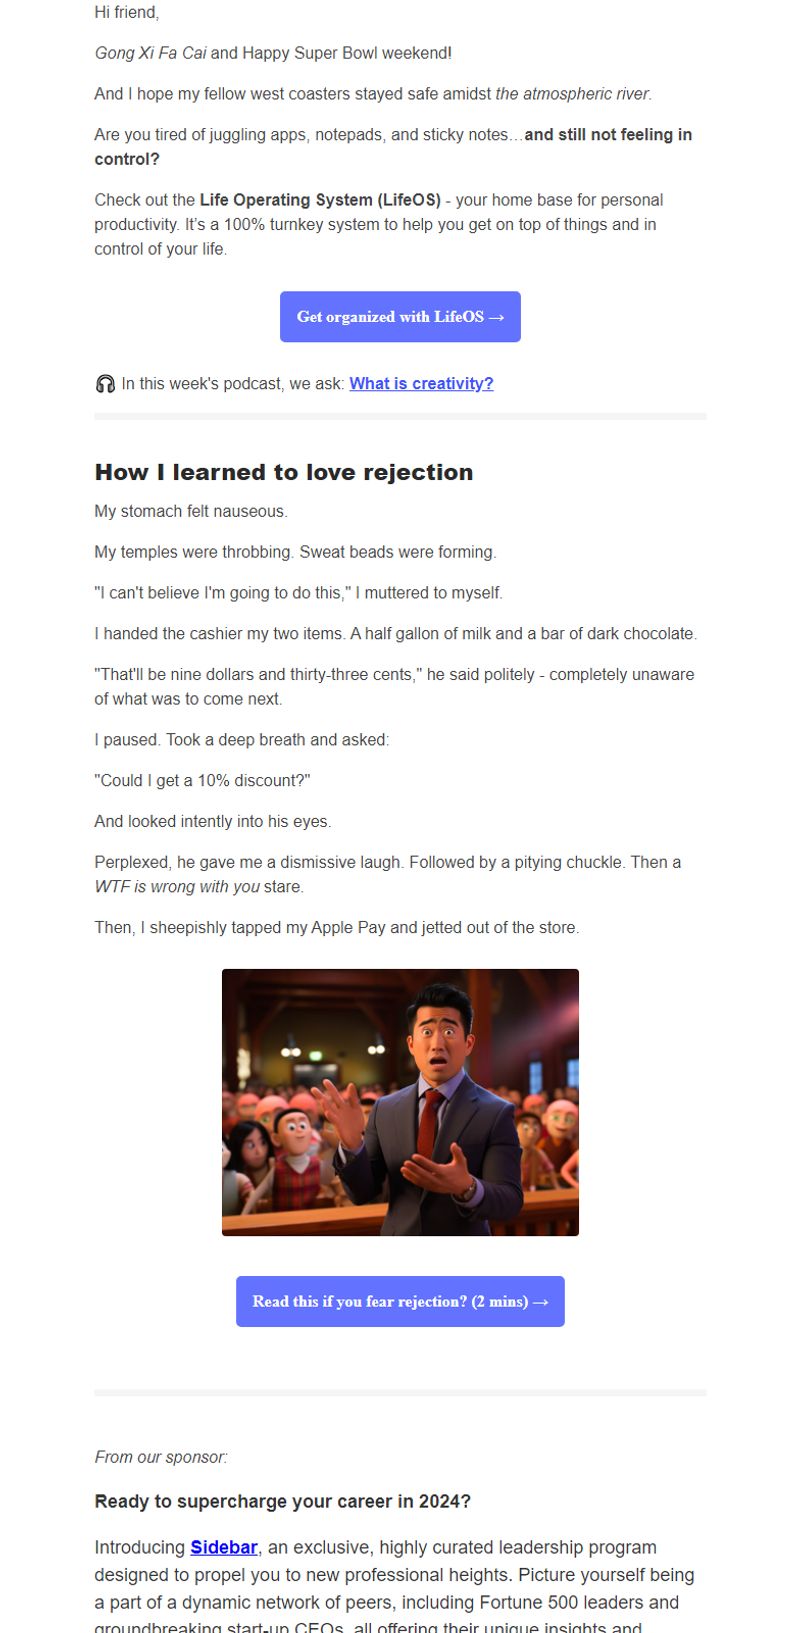 Hi friend,
Gong Xi Fa Cai and Happy Super Bowl weekend!
And I hope my fellow west coasters stayed safe amidst the atmospheric river.
Are you tired of juggling apps, notepads, and sticky notes…and still not feeling in
control?
Check out the Life Operating System (LifeOS) - your home base for personal
productivity. It’s a 100% turnkey system to help you get on top of things and in
control of your life.
Get organized with LifeOS →
🎧 In this week's podcast, we ask: What is creativity?
How I learned to love rejection
My stomach felt nauseous.
My temples were throbbing. Sweat beads were forming.
"I can't believe I'm going to do this," I muttered to myself.
I handed the cashier my two items. A half gallon of milk and a bar of dark chocolate.
"That'll be nine dollars and thirty-three cents," he said politely - completely unaware
of what was to come next.
I paused. Took a deep breath and asked:
"Could I get a 10% discount?"
And looked intently into his eyes.
Perplexed, he gave me a dismissive laugh. Followed by a pitying chuckle. Then a
WTF is wrong with you stare.
Then, I sheepishly tapped my Apple Pay and jetted out of the store.
Read this if you fear rejection? (2 mins) →
From our sponsor:
Ready to supercharge your career in 2024?
Introducing Sidebar, an exclusive, highly curated leadership program
designed to propel you to new professional heights. Picture yourself being
a part of a dynamic network of peers, including Fortune 500 leaders and
groundbreaking start-up CEOs, all offering their unique insights and